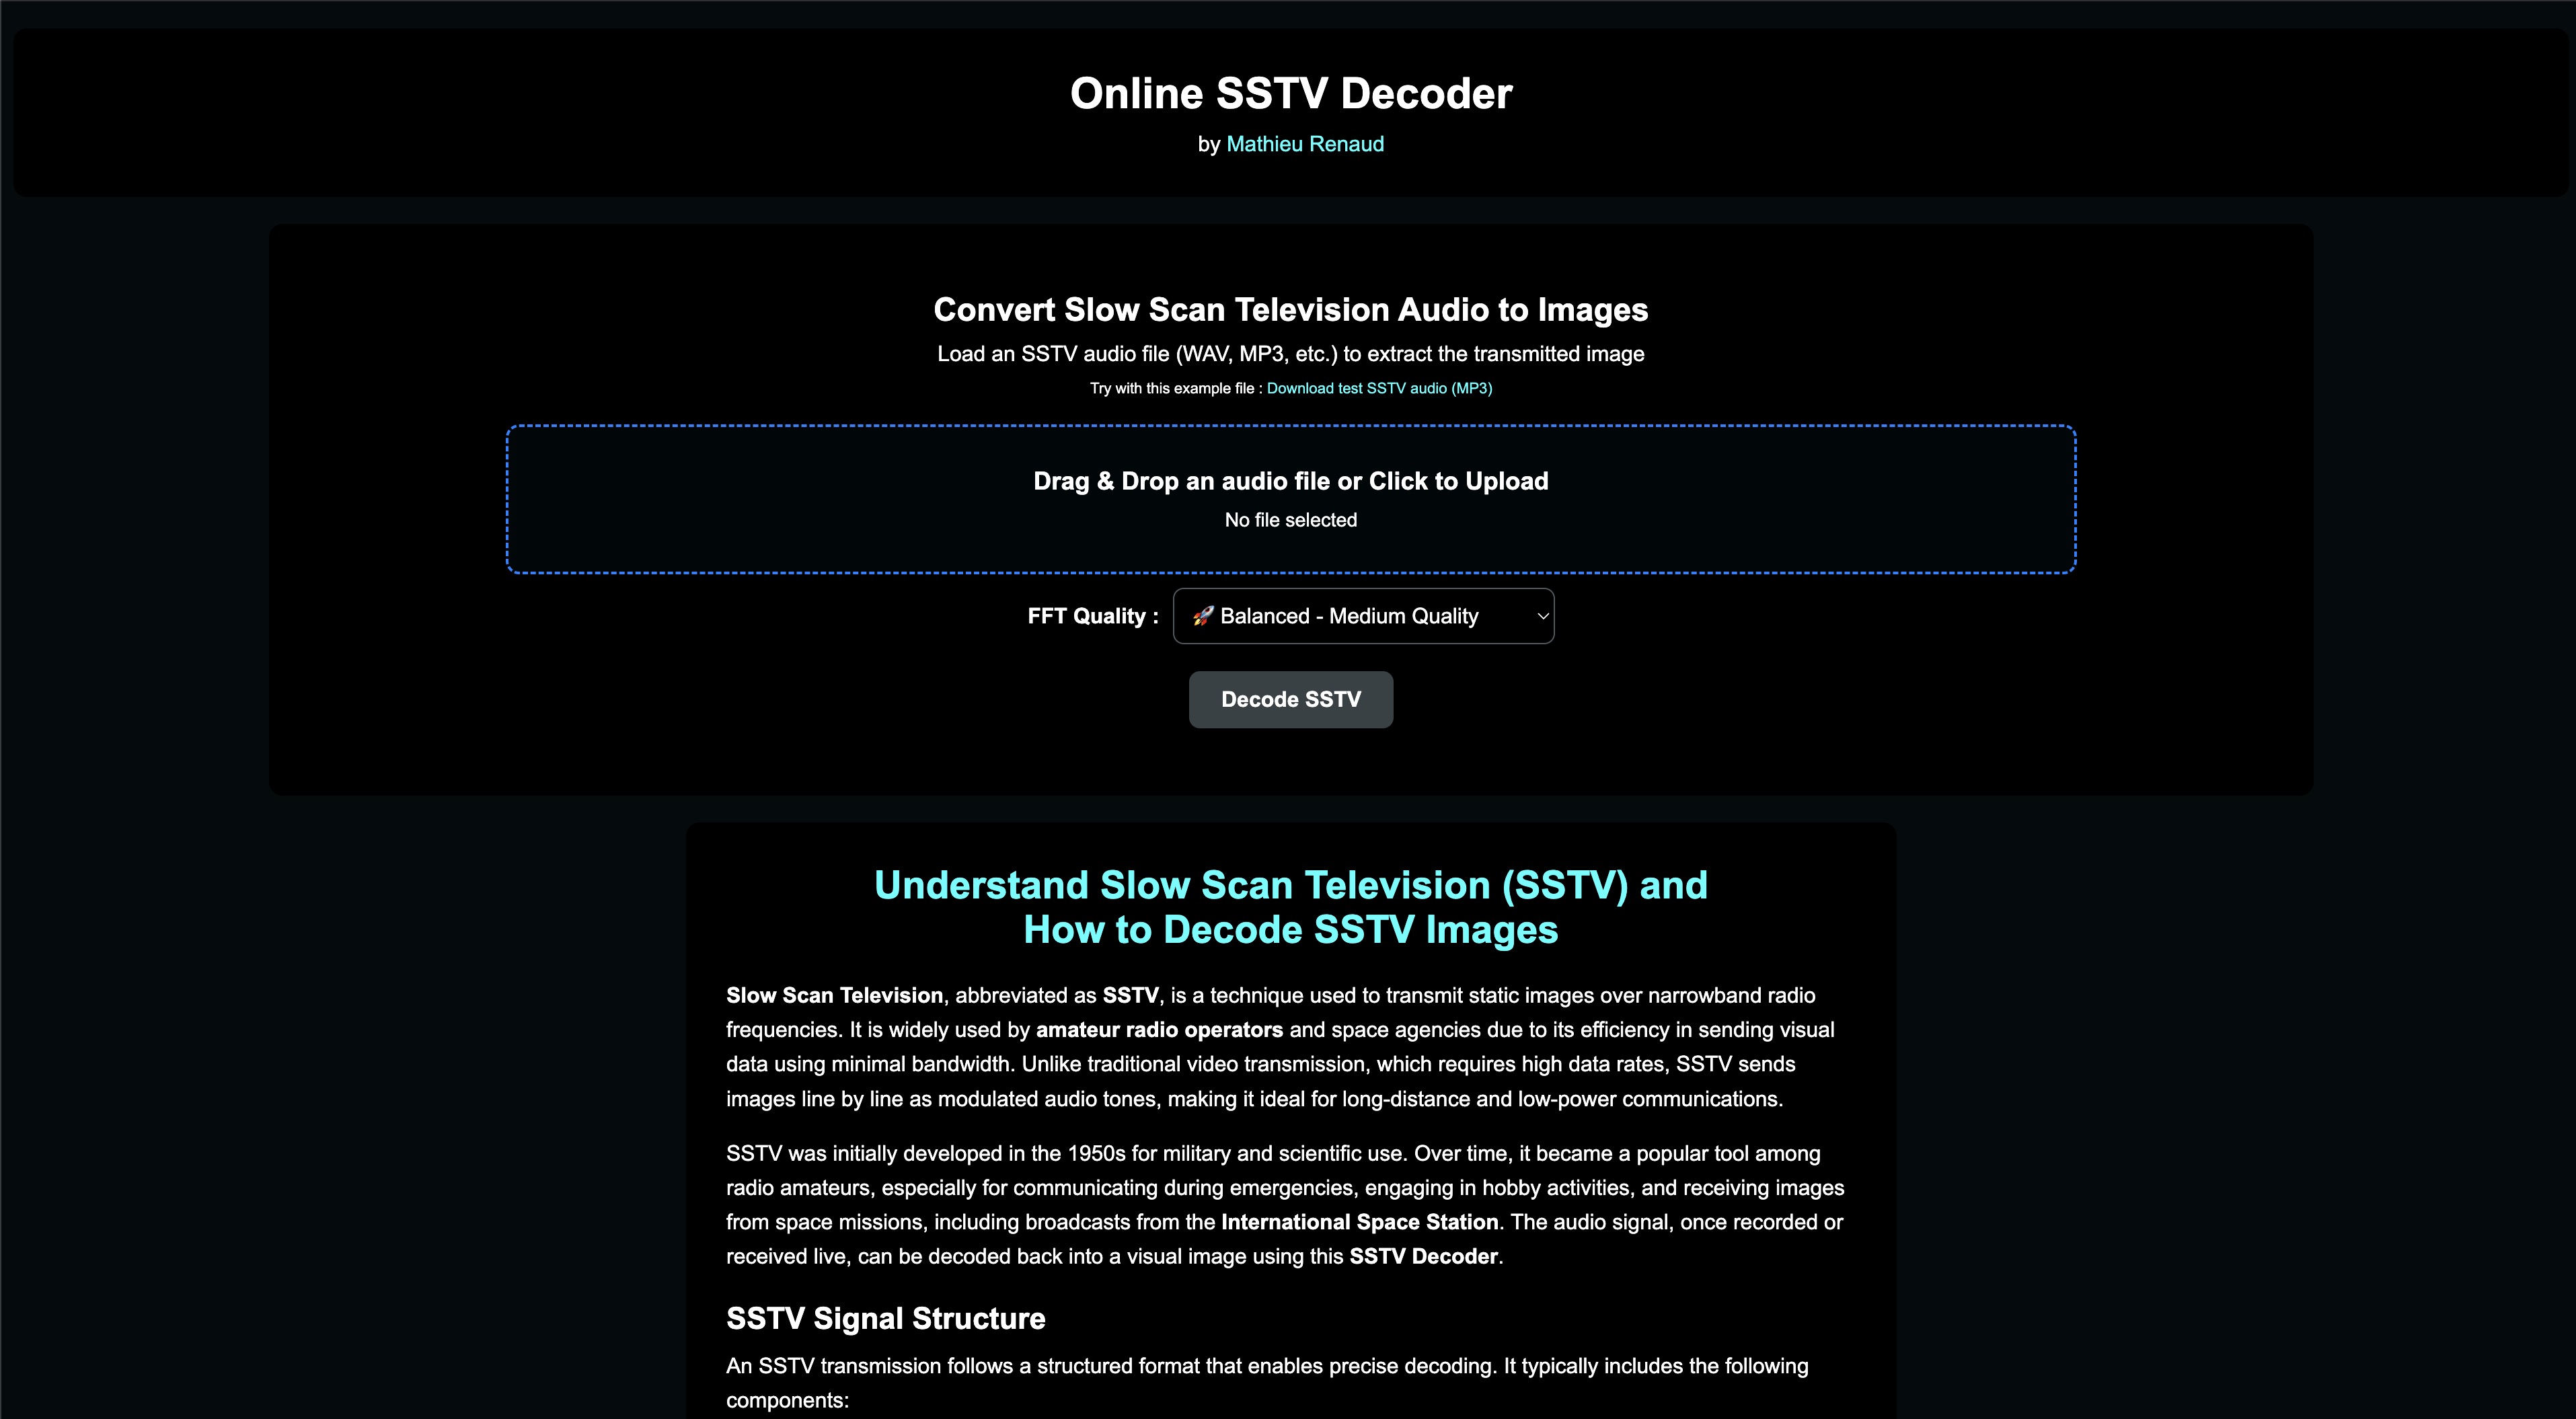 Online SSTV Decoder
by Mathieu Renaud
Convert Slow Scan Television Audio to Images
Load an SSTV audio file (WAV, MP3, etc.) to extract the transmitted image
Try with this example file : Download test SSTV audio (MP3)
Drag & Drop an audio file or Click to Upload
No file selected
FFT Quality : 🚀 Balanced - Medium Quality
Decode SSTV
Understand Slow Scan Television (SSTV) and
How to Decode SSTV Images
Slow Scan Television, abbreviated as SSTV, is a technique used to transmit static images over narrowband radio
frequencies. It is widely used by amateur radio operators and space agencies due to its efficiency in sending visual
data using minimal bandwidth. Unlike traditional video transmission, which requires high data rates, SSTV sends
images line by line as modulated audio tones, making it ideal for long-distance and low-power communications.
SSTV was initially developed in the 1950s for military and scientific use. Over time, it became a popular tool among
radio amateurs, especially for communicating during emergencies, engaging in hobby activities, and receiving images
from space missions, including broadcasts from the International Space Station. The audio signal, once recorded or
received live, can be decoded back into a visual image using this SSTV Decoder.
SSTV Signal Structure
An SSTV transmission follows a structured format that enables precise decoding. It typically includes the following
components: